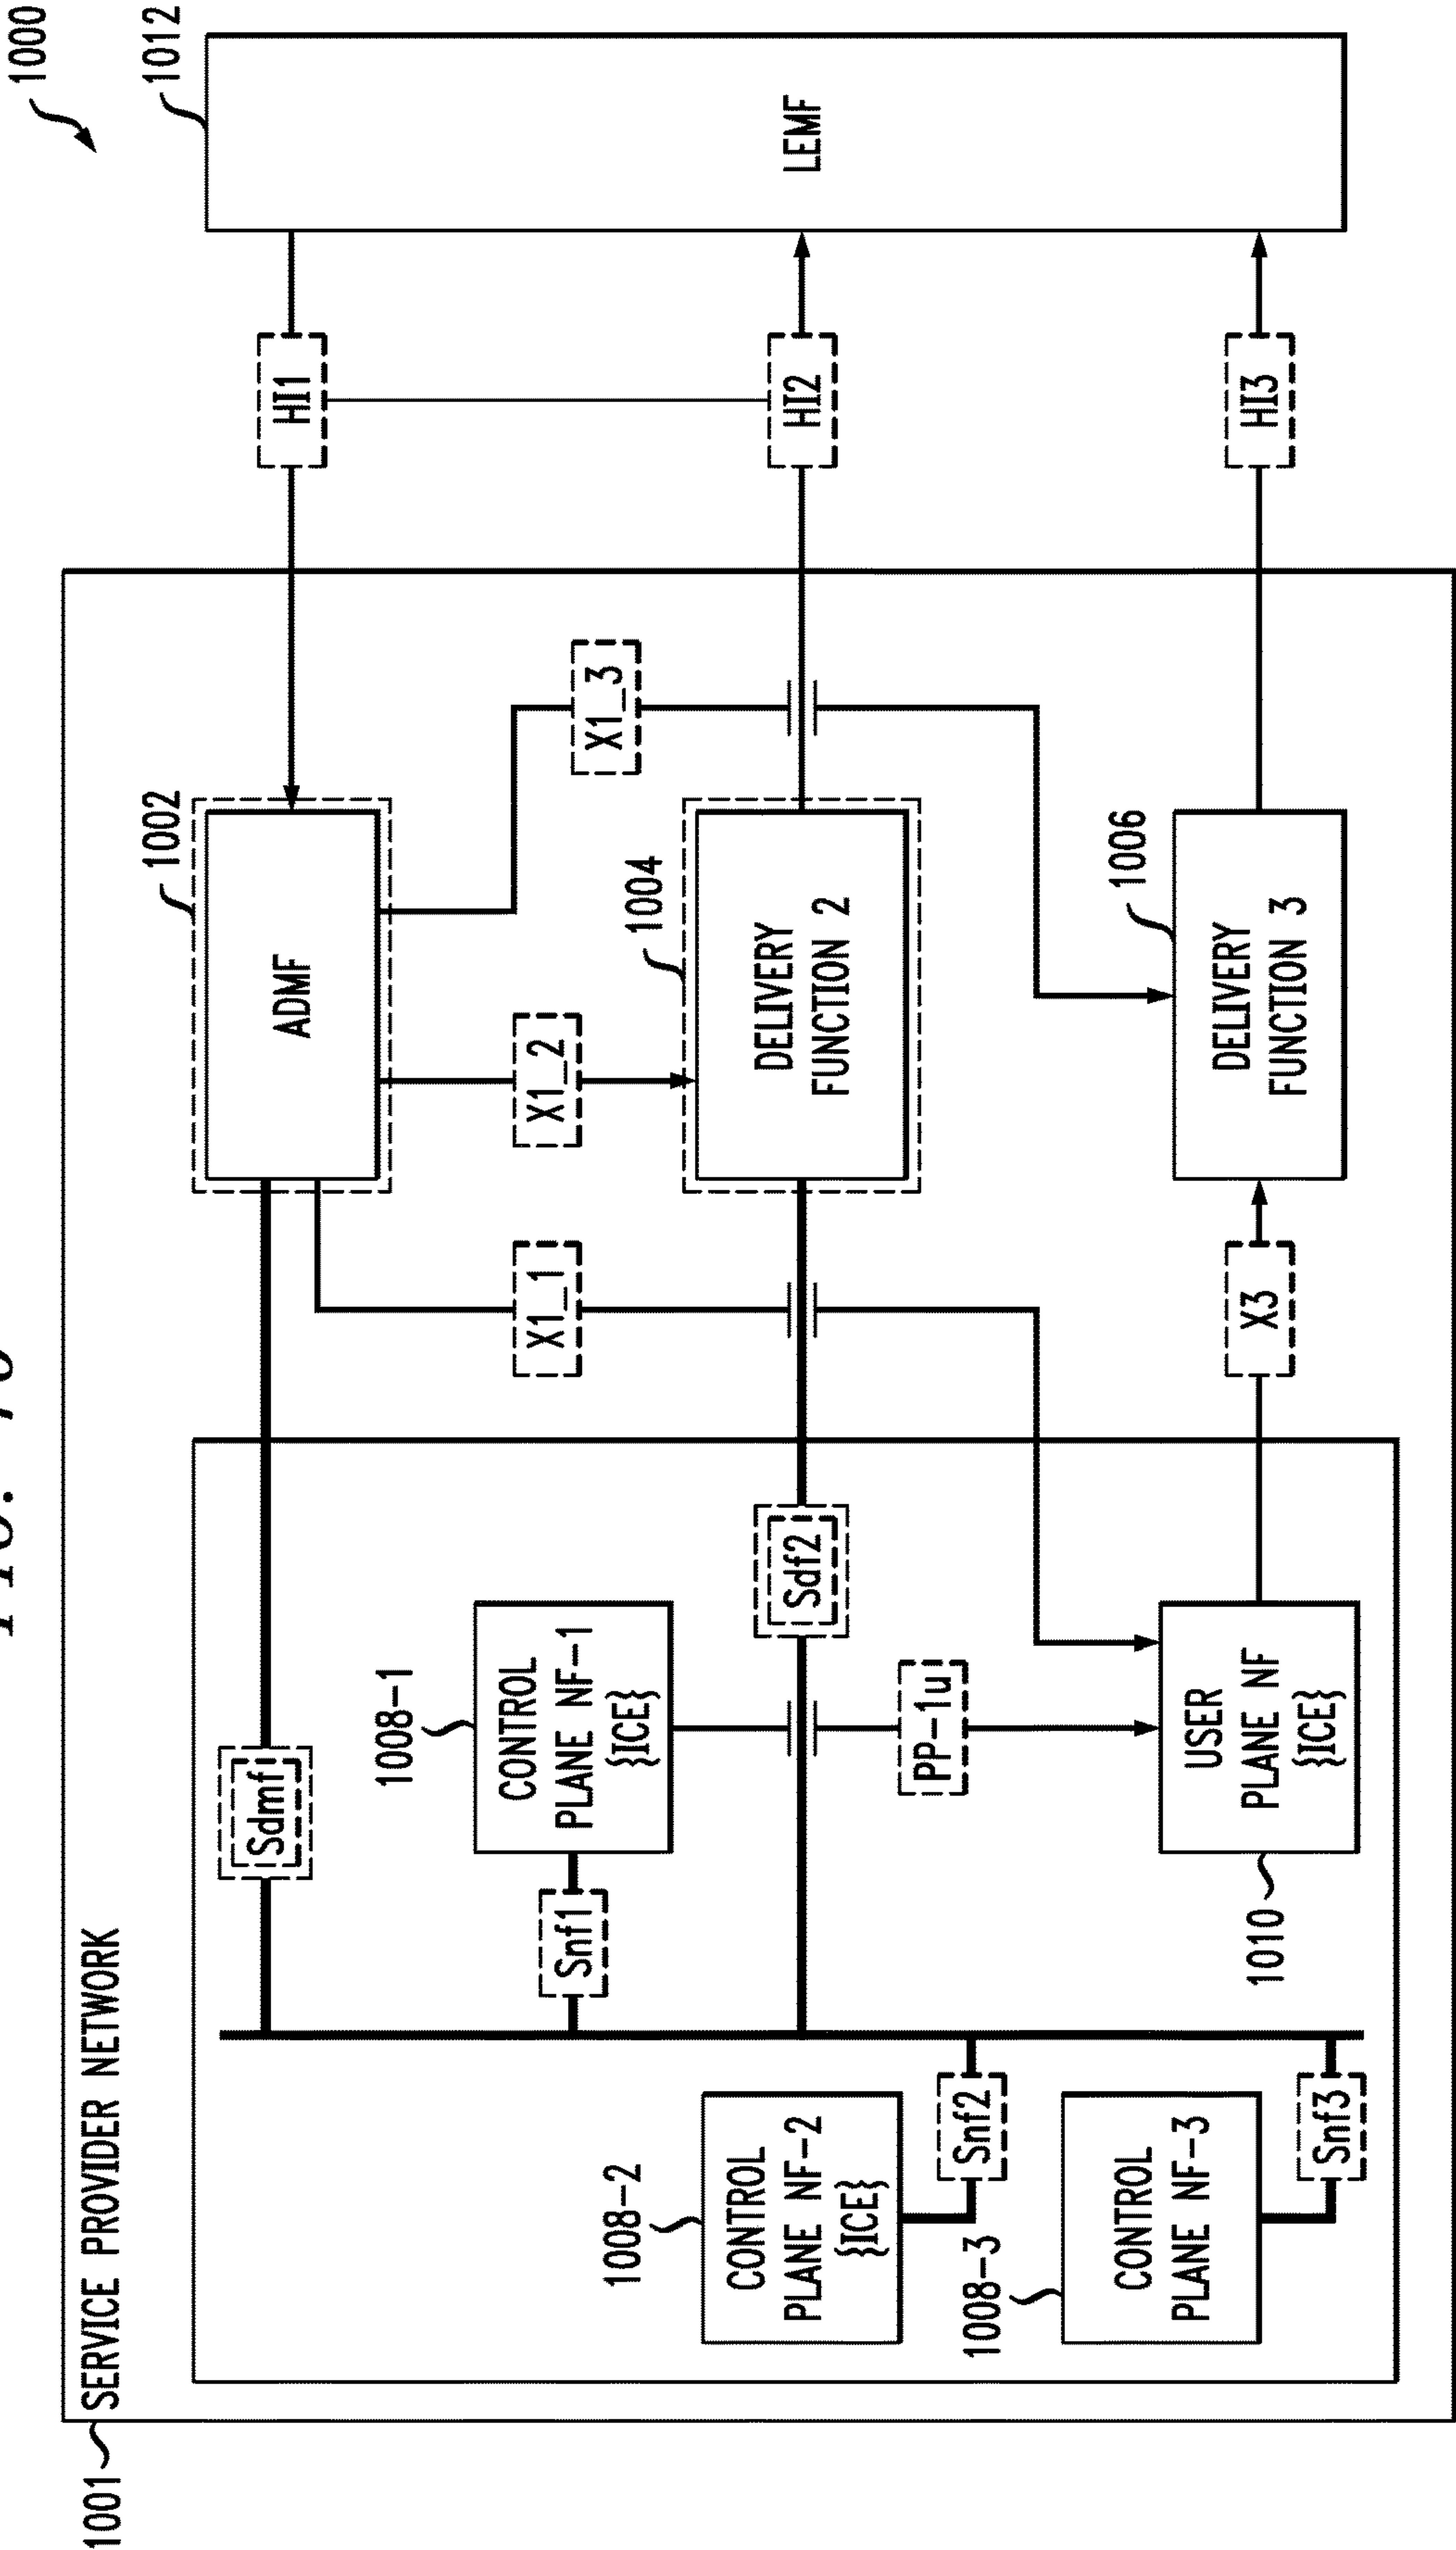 1000
1001
SERVICE PROVIDER NETWORK
1002
ADMF
HI1
1012
LEMF
Sdmf
X1_1
X1_2
X1_3
1008-1
CONTROL
PLANE NF-1
}ICE}
Snf1
Sdf2
1004
DELIVERY
FUNCTION 2
HI2
1008-2
CONTROL
PLANE NF-2
}ICE}
Snf2
PP-1u
1008-3
CONTROL
PLANE NF-3
Snf3
1010
USER
PLANE NF
}ICE}
X3
1006
DELIVERY
FUNCTION 3
HI3